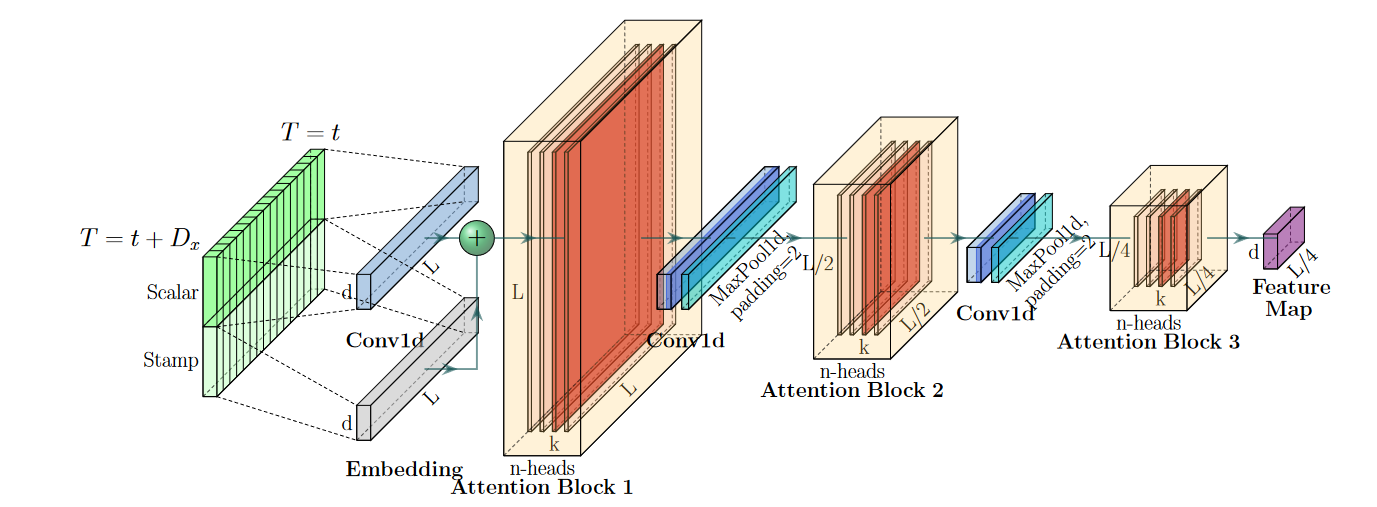 T = t
T = t + Dₓ
Scalar
Stamp
d
L
Conv1d
d
L
Embedding
+
L
L
k
n-heads
Attention Block 1
Conv1d
MaxPool1d,
padding=2
L/2
L/2
k
n-heads
Attention Block 2
Conv1d
MaxPool1d,
padding=2
L/4
L/4
k
n-heads
Attention Block 3
d
L/4
Feature
Map